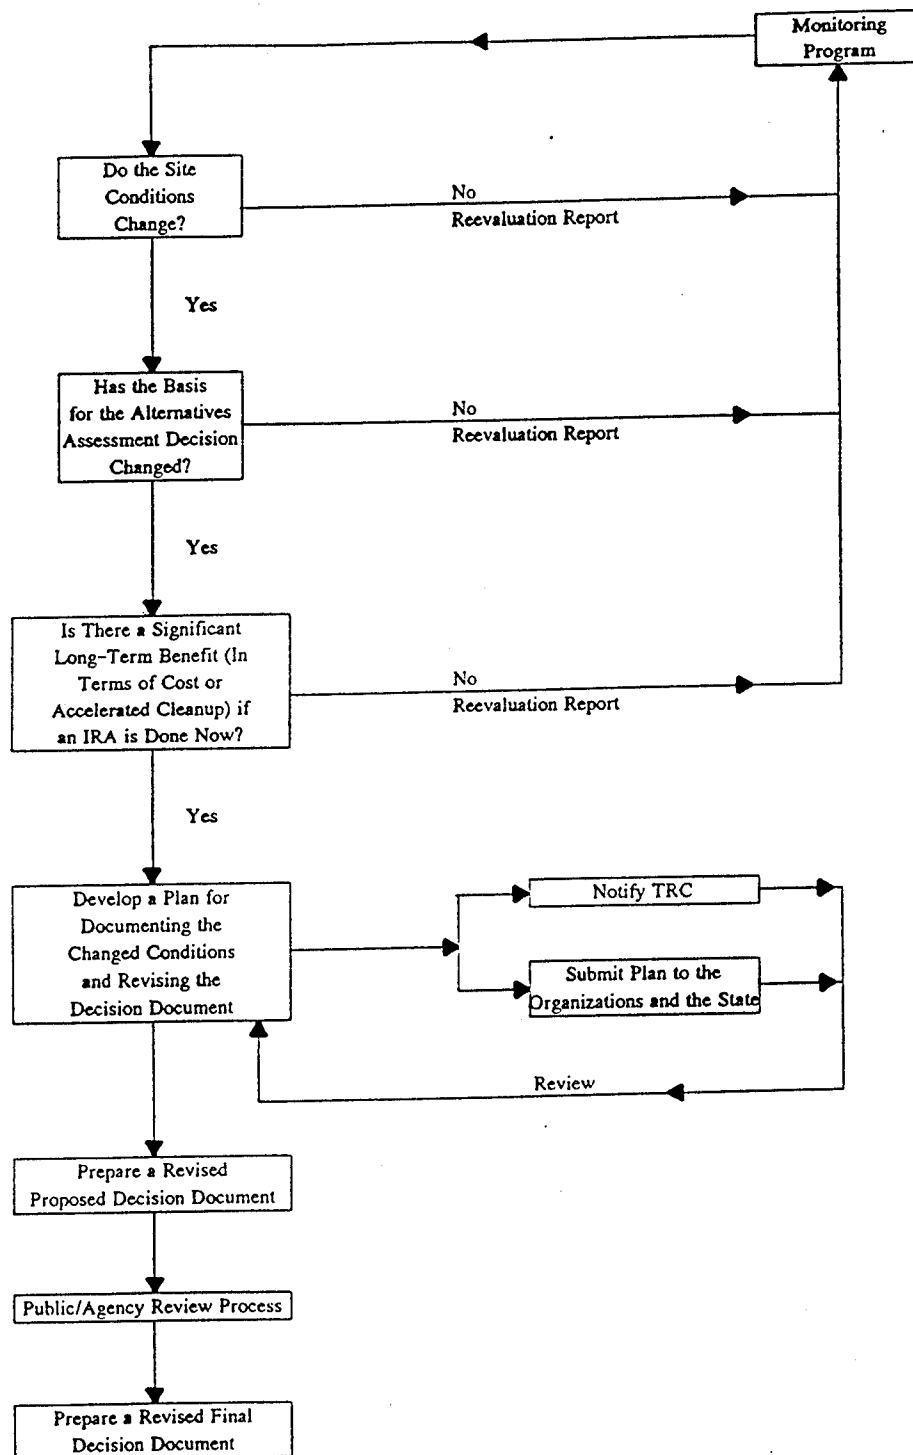 Monitoring
Program
Do the Site
Conditions
Change?
No
Reevaluation Report
Yes
Has the Basis
for the Alternatives
Assessment Decision
Changed?
No
Reevaluation Report
Yes
Is There a Significant
Long-Term Benefit (In
Terms of Cost or
Accelerated Cleanup) if
an IRA is Done Now?
No
Reevaluation Report
Yes
Develop a Plan for
Documenting the
Changed Conditions
and Revising the
Decision Document
Notify TRC
Submit Plan to the
Organizations and the State
Review
Prepare a Revised
Proposed Decision Document
Public/Agency Review Process
Prepare a Revised Final
Decision Document